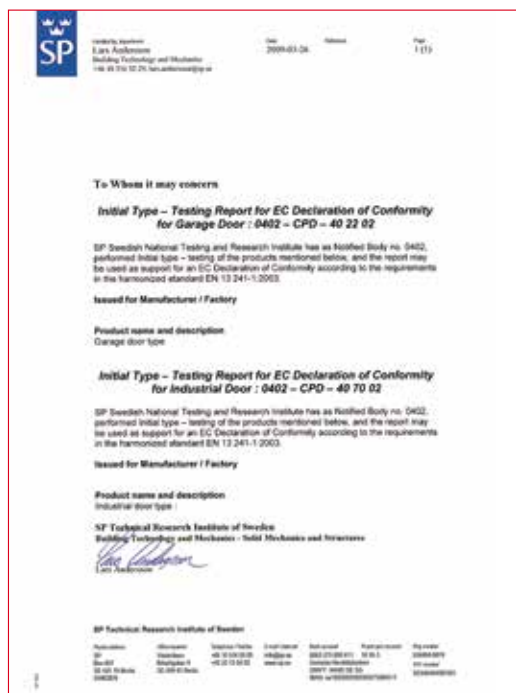 SP
Lars Andersson
Building Technology and Mechanics
Date
2009-03-26
Reference
Page
1 (1)
To Whom it may concern
Initial Type – Testing Report for EC Declaration of Conformity
for Garage Door : 0402 – CPD – 40 22 02
SP Swedish National Testing and Research Institute has as Notified Body no. 0402,
performed Initial type – testing of the products mentioned below, and the report may
be used as support for an EC Declaration of Conformity according to the requirements
in the harmonized standard EN 13 241-1:2003.
Issued for Manufacturer / Factory
Product name and description
Garage door type
Initial Type – Testing Report for EC Declaration of Conformity
for Industrial Door : 0402 – CPD – 40 70 02
SP Swedish National Testing and Research Institute has as Notified Body no. 0402,
performed Initial type – testing of the products mentioned below, and the report may
be used as support for an EC Declaration of Conformity according to the requirements
in the harmonized standard EN 13 241-1:2003.
Issued for Manufacturer / Factory
Product name and description
Industrial door type :
SP Technical Research Institute of Sweden
Building Technology and Mechanics - Solid Mechanics and Structures
Lars Andersson
SP Technical Research Institute of Sweden